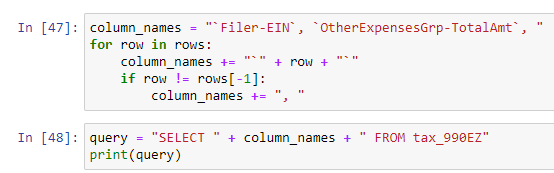 In [47]: column_names = "`Filer-EIN`, `OtherExpensesGrp-TotalAmt`, "
for row in rows:
    column_names += "`" + row + "`"
    if row != rows[-1]:
        column_names += ", "
In [48]: query = "SELECT " + column_names + " FROM tax_990EZ"
print(query)